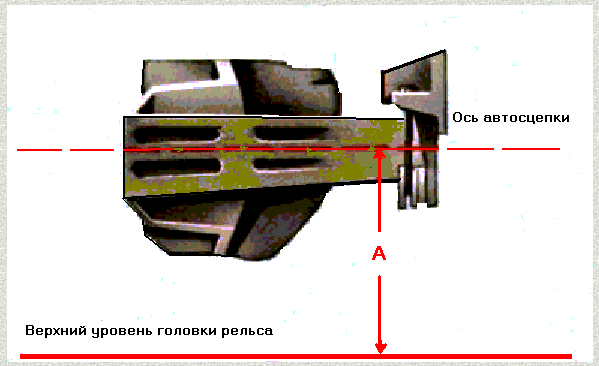 Ось автосцепки
А
Верхний уровень головки рельса